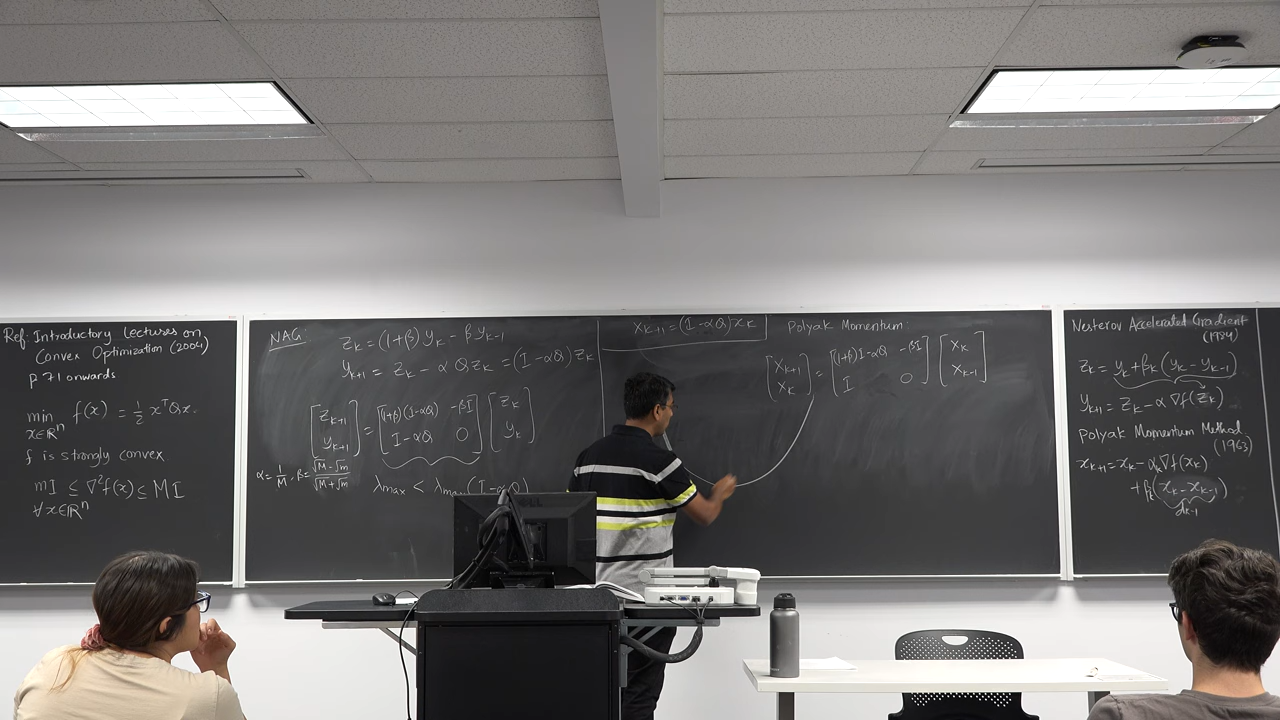 Ref: Introductory Lectures on
Convex Optimization (2004)
p 71 onwards
min f(x) = 1/2 xᵀQx.
x∈ℝⁿ
f is strongly convex
mI ≤ ∇²f(x) ≤ MI
∀x∈ℝⁿ
NAG:
z_k = (1+β) y_k - β y_{k-1}
y_{k+1} = z_k - α Q z_k = (I-αQ) z_k
[z_{k+1} ; y_{k+1}] = [(1+β)(I-αQ) -βI ; I-αQ 0] [z_k ; y_k]
α = 1/M . β = √M-√m / √M+√m
λmax < λmax(I-αQ)
x_{k+1} = (I-αQ) x_k
Polyak Momentum:
[x_{k+1} ; x_k] = [(1+β)I-αQ -βI ; I 0] [x_k ; x_{k-1}]
Nesterov Accelerated Gradient
z_k = y_k + β_k (y_k - y_{k-1})
y_{k+1} = z_k - α ∇f(z_k)
Polyak Momentum Method
x_{k+1} = x_k - α_k ∇f(x_k)
+ β_k (x_k - x_{k-1})
d_{k-1}
DELL